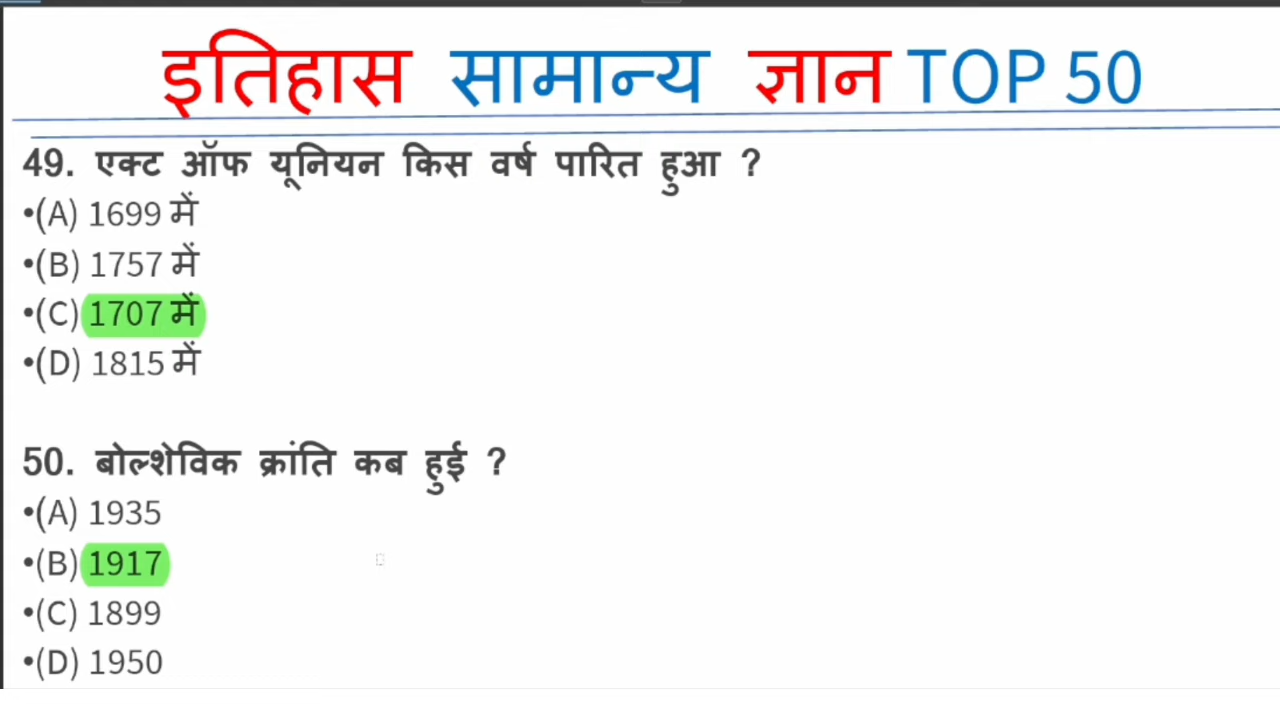 इतिहास सामान्य ज्ञान TOP 50
49. एक्ट ऑफ यूनियन किस वर्ष पारित हुआ ?
•(A) 1699 में
•(B) 1757 में
•(C) 1707 में
•(D) 1815 में
50. बोल्शेविक क्रांति कब हुई ?
•(A) 1935
•(B) 1917
•(C) 1899
•(D) 1950